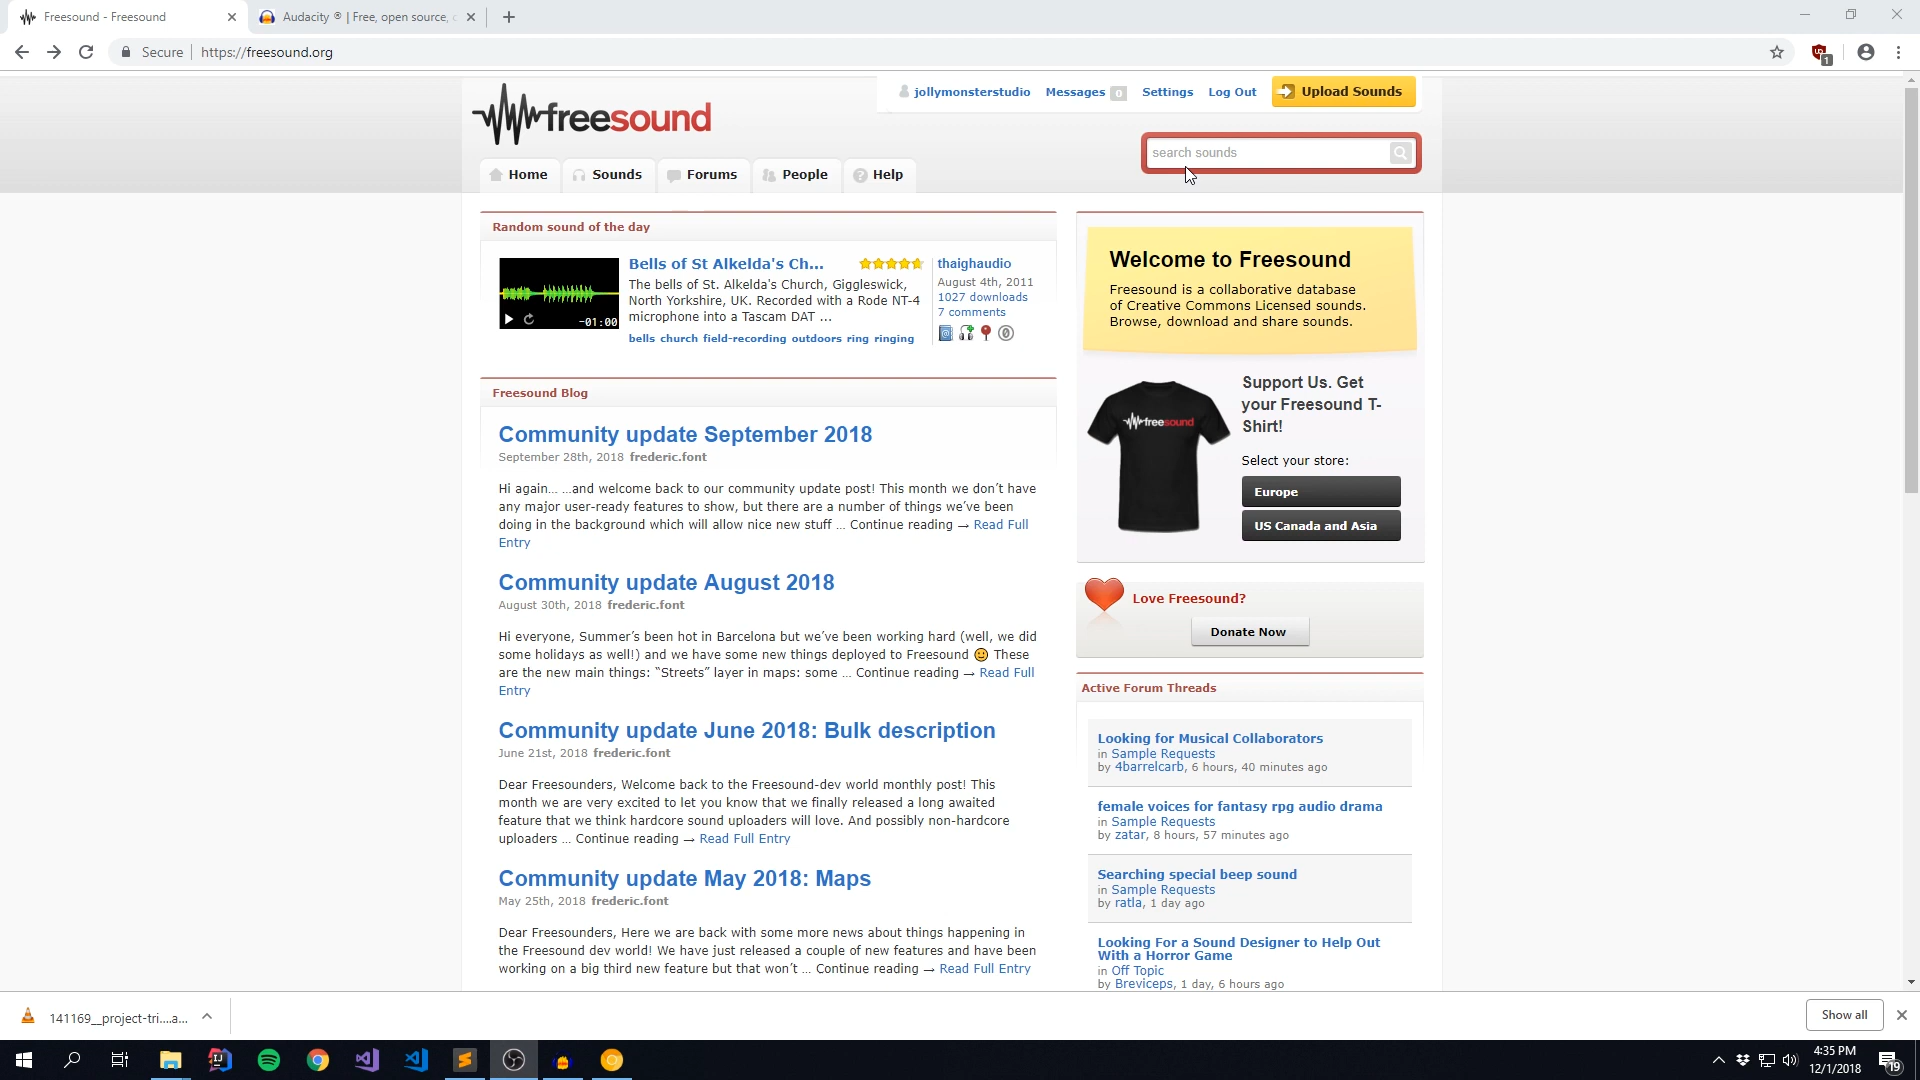 Freesound - Freesound
Audacity ® | Free, open source, c
Secure
https://freesound.org
1
jollymonsterstudio Messages 0 Settings Log Out Upload Sounds
freesound
search sounds
Home Sounds Forums People Help
Random sound of the day
Bells of St Alkelda's Ch...
The bells of St. Alkelda's Church, Giggleswick,
North Yorkshire, UK. Recorded with a Rode NT-4
microphone into a Tascam DAT ...
bells church field-recording outdoors ring ringing
-01:00
thaighaudio
August 4th, 2011
1027 downloads
7 comments
0
Freesound Blog
Community update September 2018
September 28th, 2018 frederic.font
Hi again... ...and welcome back to our community update post! This month we don’t have
any major user-ready features to show, but there are a number of things we’ve been
doing in the background which will allow nice new stuff ... Continue reading → Read Full
Entry
Community update August 2018
August 30th, 2018 frederic.font
Hi everyone, Summer’s been hot in Barcelona but we’ve been working hard (well, we did
some holidays as well!) and we have some new things deployed to Freesound 🙂 These
are the new main things: “Streets” layer in maps: some ... Continue reading → Read Full
Entry
Community update June 2018: Bulk description
June 21st, 2018 frederic.font
Dear Freesounders, Welcome back to the Freesound-dev world monthly post! This
month we are very excited to let you know that we finally released a long awaited
feature that we think hardcore sound uploaders will love. And possibly non-hardcore
uploaders ... Continue reading → Read Full Entry
Community update May 2018: Maps
May 25th, 2018 frederic.font
Dear Freesounders, Here we are back with some more news about things happening in
the Freesound dev world! We have just released a couple of new features and have been
working on a big third new feature but that won’t ... Continue reading → Read Full Entry
Welcome to Freesound
Freesound is a collaborative database
of Creative Commons Licensed sounds.
Browse, download and share sounds.
freesound
Support Us. Get
your Freesound T-
Shirt!
Select your store:
Europe
US Canada and Asia
Love Freesound?
Donate Now
Active Forum Threads
Looking for Musical Collaborators
in Sample Requests
by 4barrelcarb, 6 hours, 40 minutes ago
female voices for fantasy rpg audio drama
in Sample Requests
by zatar, 8 hours, 57 minutes ago
Searching special beep sound
in Sample Requests
by ratla, 1 day ago
Looking For a Sound Designer to Help Out
With a Horror Game
in Off Topic
by Breviceps, 1 day, 6 hours ago
141169__project-tri....a...
Show all
4:35 PM
12/1/2018
19